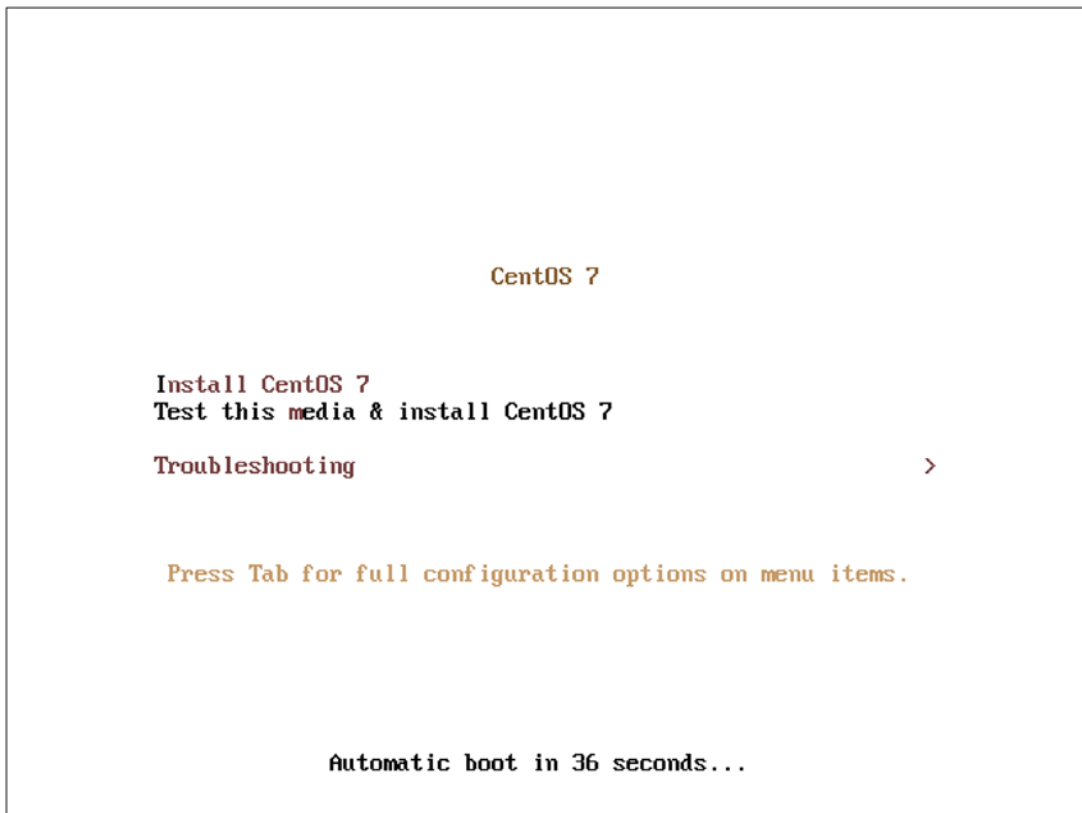 CentOS 7
Install CentOS 7
Test this media & install CentOS 7
Troubleshooting >
Press Tab for full configuration options on menu items.
Automatic boot in 36 seconds...